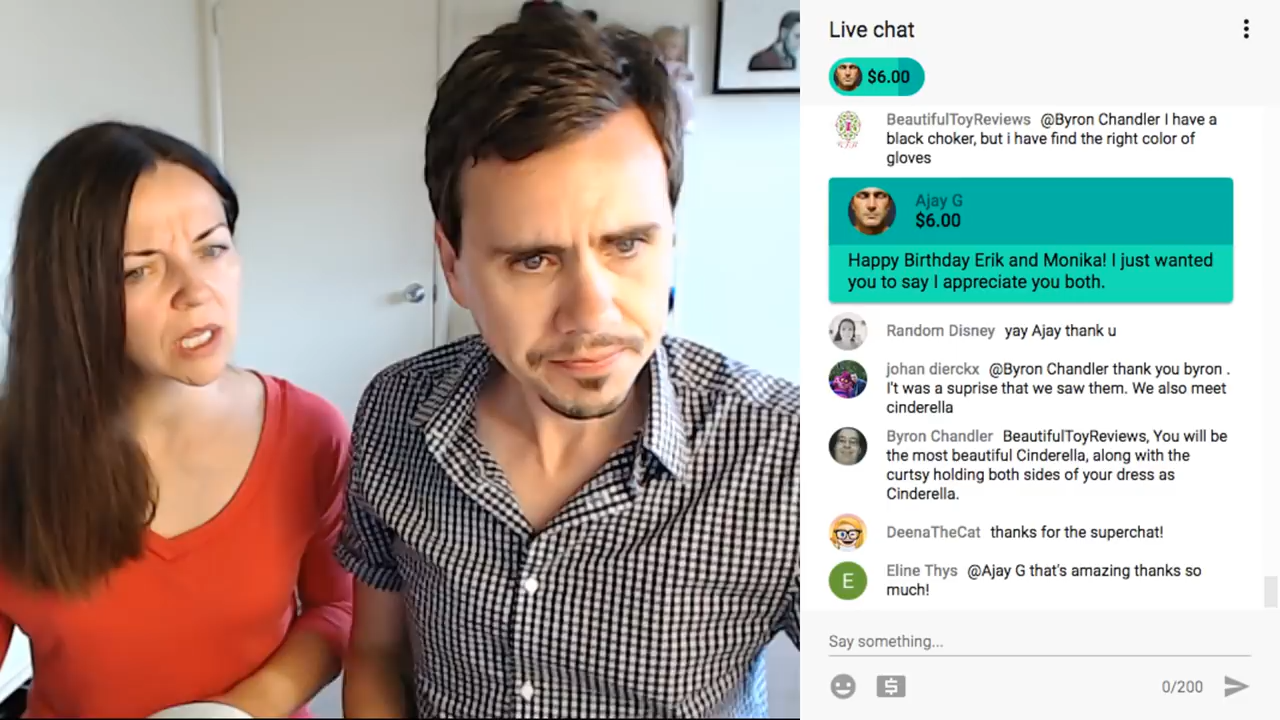 Live chat
$6.00
BeautifulToyReviews @Byron Chandler I have a
black choker, but i have find the right color of
gloves
Ajay G
$6.00
Happy Birthday Erik and Monika! I just wanted
you to say I appreciate you both.
Random Disney yay Ajay thank u
johan dierckx @Byron Chandler thank you byron .
I't was a suprise that we saw them. We also meet
cinderella
Byron Chandler BeautifulToyReviews, You will be
the most beautiful Cinderella, along with the
curtsy holding both sides of your dress as
Cinderella.
DeenaTheCat thanks for the superchat!
E
Eline Thys @Ajay G that's amazing thanks so
much!
Say something...
0/200